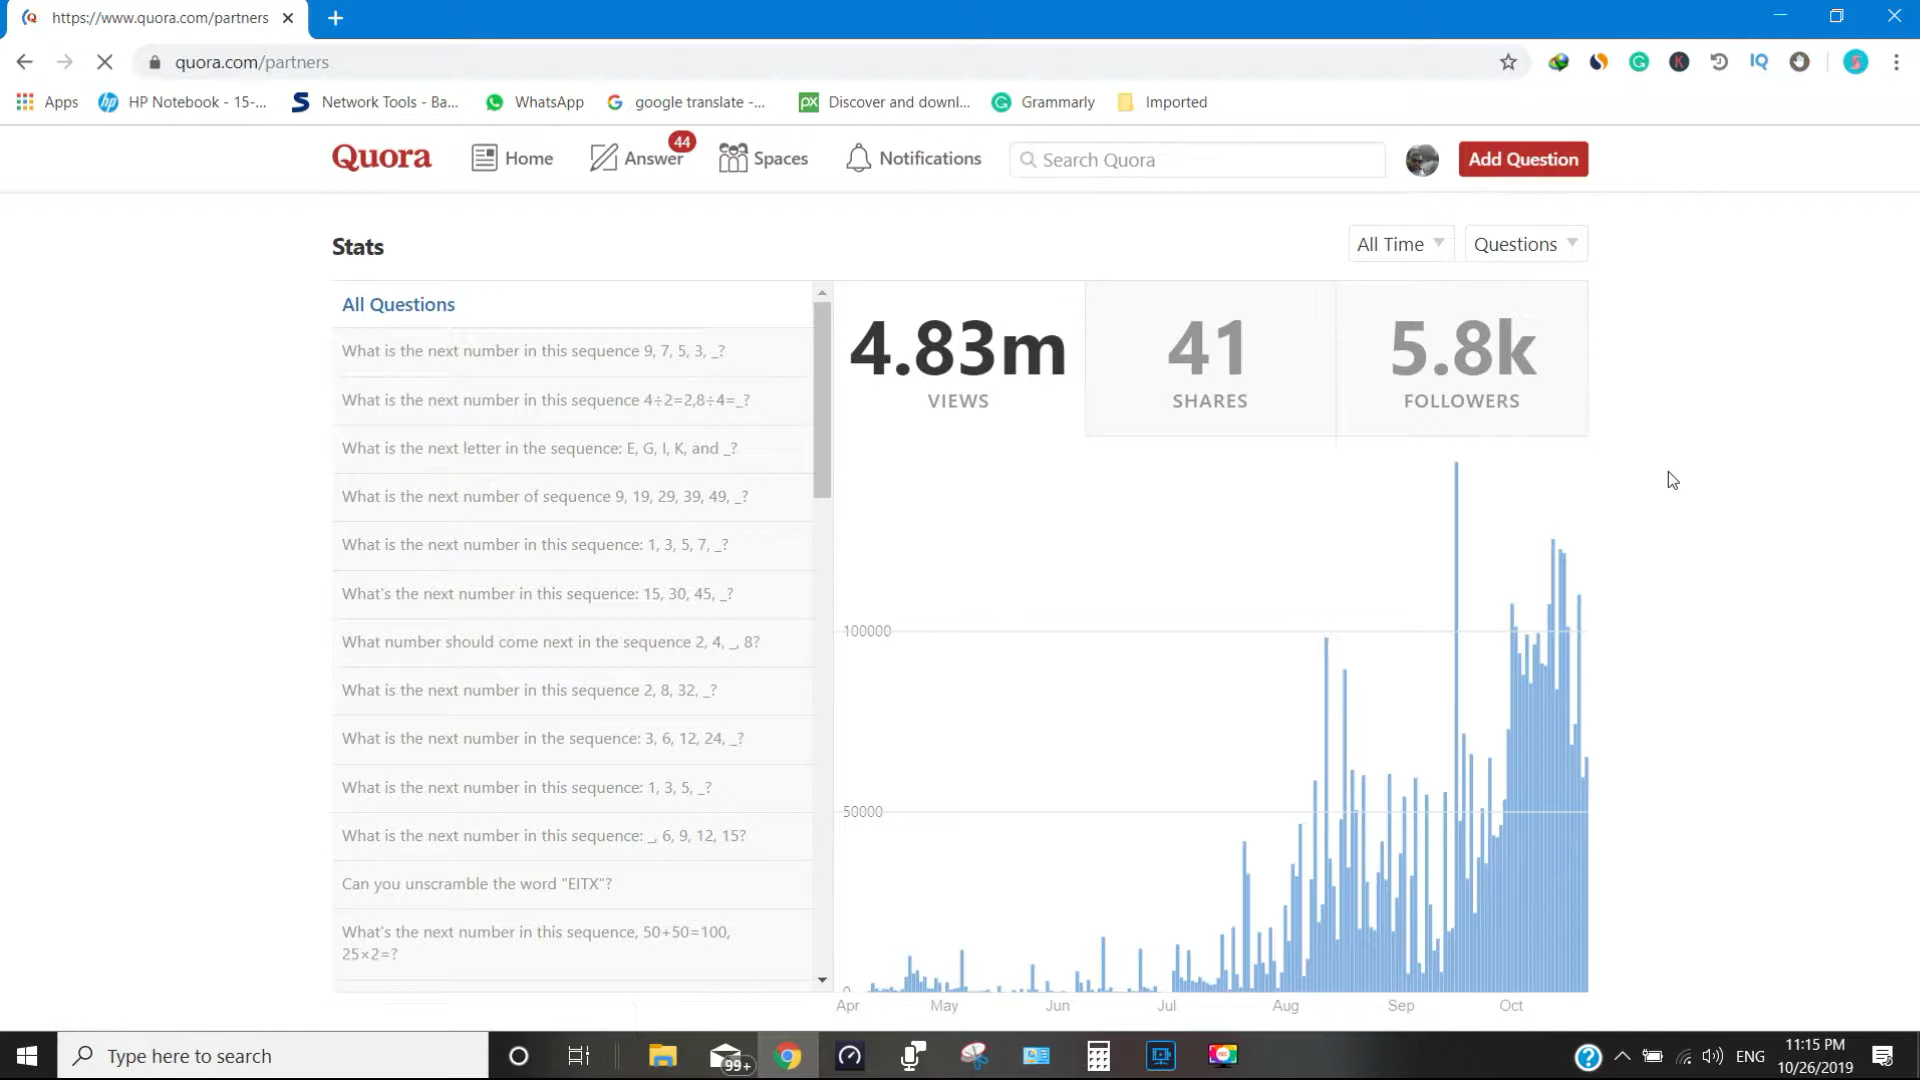 https://www.quora.com/partners
quora.com/partners
Apps
HP Notebook - 15-...
Network Tools - Ba...
WhatsApp
google translate -...
Discover and downl...
Grammarly
Imported
Quora
Home
Answer
44
Spaces
Notifications
Search Quora
Add Question
Stats
All Time
Questions
All Questions
What is the next number in this sequence 9, 7, 5, 3, _?
What is the next number in this sequence 4÷2=2,8÷4=_?
What is the next letter in the sequence: E, G, I, K, and _?
What is the next number of sequence 9, 19, 29, 39, 49, _?
What is the next number in this sequence: 1, 3, 5, 7, _?
What's the next number in this sequence: 15, 30, 45, _?
What number should come next in the sequence 2, 4, _, 8?
What is the next number in this sequence 2, 8, 32, _?
What is the next number in the sequence: 3, 6, 12, 24, _?
What is the next number in this sequence: 1, 3, 5, _?
What is the next number in this sequence: _, 6, 9, 12, 15?
Can you unscramble the word "EITX"?
What's the next number in this sequence, 50+50=100,
25×2=?
4.83m
VIEWS
41
SHARES
5.8k
FOLLOWERS
100000
50000
0
Apr
May
Jun
Jul
Aug
Sep
Oct
Type here to search
99+
ENG
11:15 PM
10/26/2019